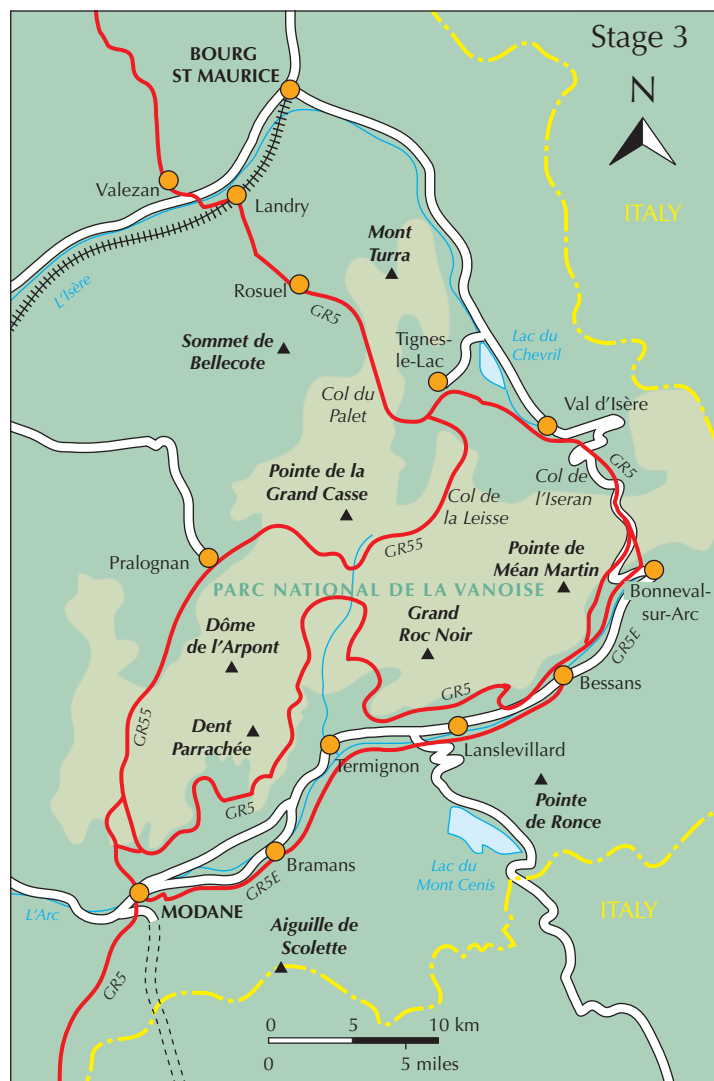 Stage 3
BOURG
ST MAURICE
N
Valezan
Landry
ITALY
L'Isère
Mont
Turra
Rosuel
GR5
Sommet de
Bellecote
Tignes-
le-Lac
Lac du
Chevril
Col du
Palet
Val d'Isère
GR5
Pointe de la
Grand Casse
Col de
la Leisse
Col de
l'Iseran
GR55
Pralognan
Pointe de
Méan Martin
PARC NATIONAL DE LA VANOISE
Bonneval-
sur-Arc
Dôme
de l'Arpont
Grand
Roc Noir
GR5E
Bessans
GR55
GR5
Dent
Parrachée
Termignon
Lanslevillard
GR5
Pointe
de Ronce
Bramans
GR5E
Lac du
Mont Cenis
L'Arc
MODANE
ITALY
Aiguille de
Scolette
GR5
0 5 10 km
0 5 miles